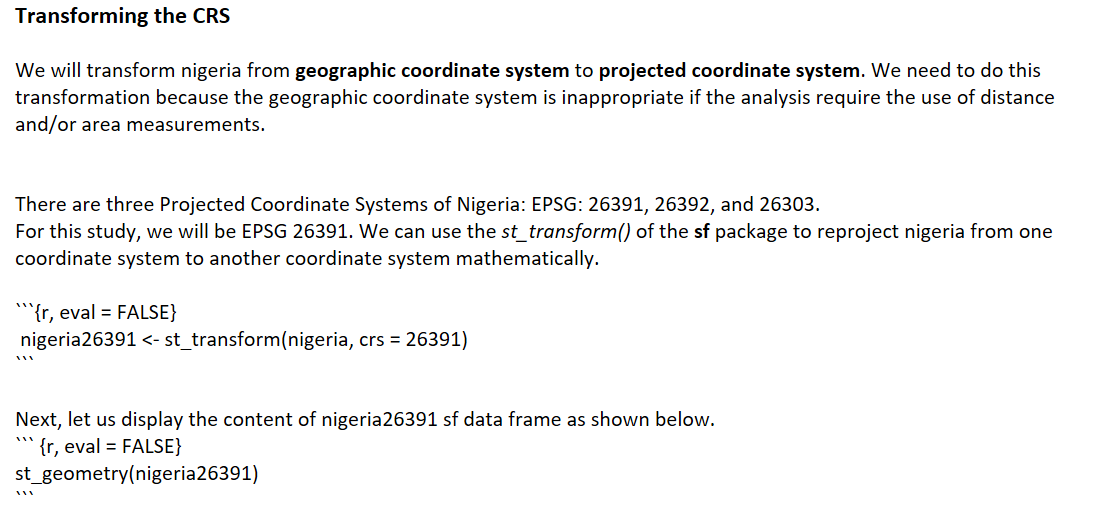 Transforming the CRS
We will transform nigeria from geographic coordinate system to projected coordinate system. We need to do this
transformation because the geographic coordinate system is inappropriate if the analysis require the use of distance
and/or area measurements.
There are three Projected Coordinate Systems of Nigeria: EPSG: 26391, 26392, and 26303.
For this study, we will be EPSG 26391. We can use the st_transform() of the sf package to reproject nigeria from one
coordinate system to another coordinate system mathematically.
```{r, eval = FALSE}
nigeria26391 <- st_transform(nigeria, crs = 26391)
```
Next, let us display the content of nigeria26391 sf data frame as shown below.
``` {r, eval = FALSE}
st_geometry(nigeria26391)
```